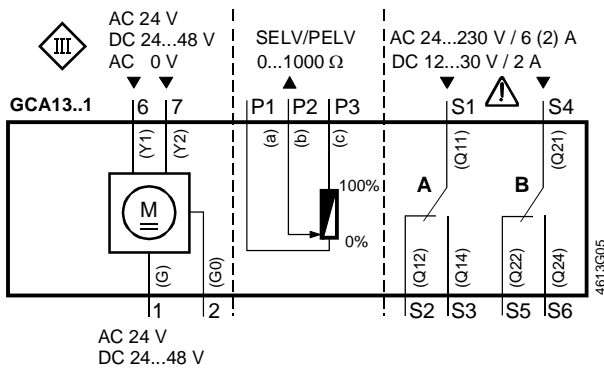 III
AC 24 V
DC 24...48 V
AC 0 V
SELV/PELV
0...1000 Ω
AC 24...230 V / 6 (2) A
DC 12...30 V / 2 A
GCA13..1
6 7
P1 P2 P3
S1 S4
(Y1) (Y2)
(a) (b) (c)
(Q11) (Q21)
M
100%
0%
A B
(G) (G0)
(Q12) (Q14) (Q22) (Q24)
1 2
S2 S3 S5 S6
AC 24 V
DC 24...48 V
4613G05